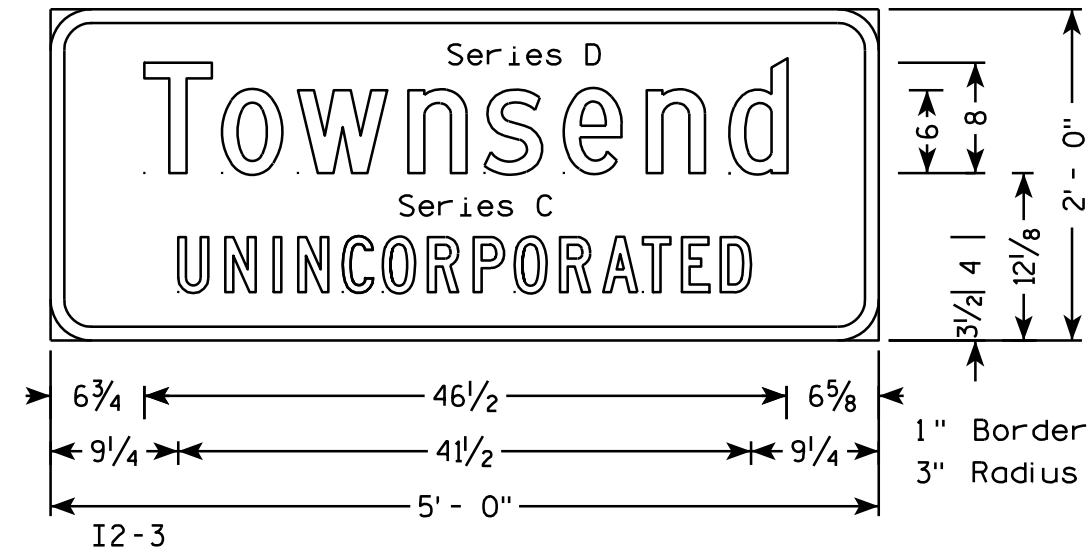 Series D
Townsend
Series C
UNINCORPORATED
6
8
2' - 0"
4
12⅛
3½
6¾
46½
6⅝
9¼
41½
9¼
5' - 0"
1" Border
3" Radius
I2-3